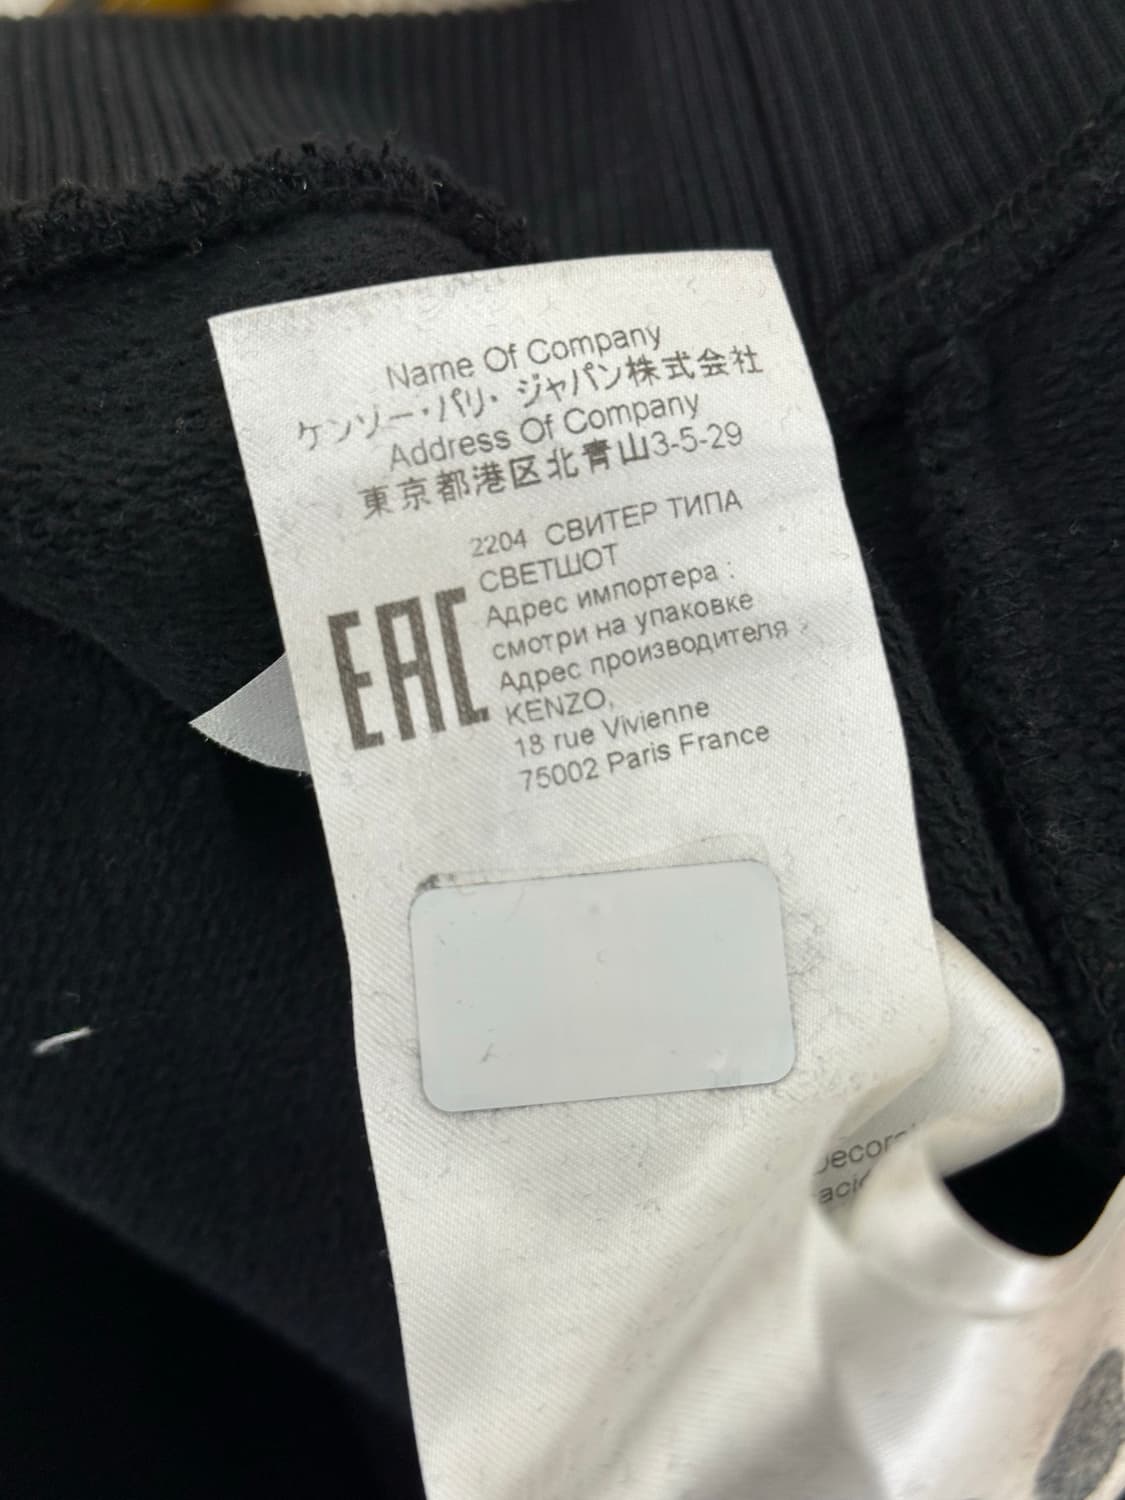 Name Of Company
ケンゾー・パリ・ジャパン株式会社
Address Of Company
東京都港区北青山3-5-29
2204 СВИТЕР ТИПА
СВЕТШОТ
EAC
Адрес импортера :
смотри на упаковке
Адрес производителя
KENZO,
18 rue Vivienne
75002 Paris France